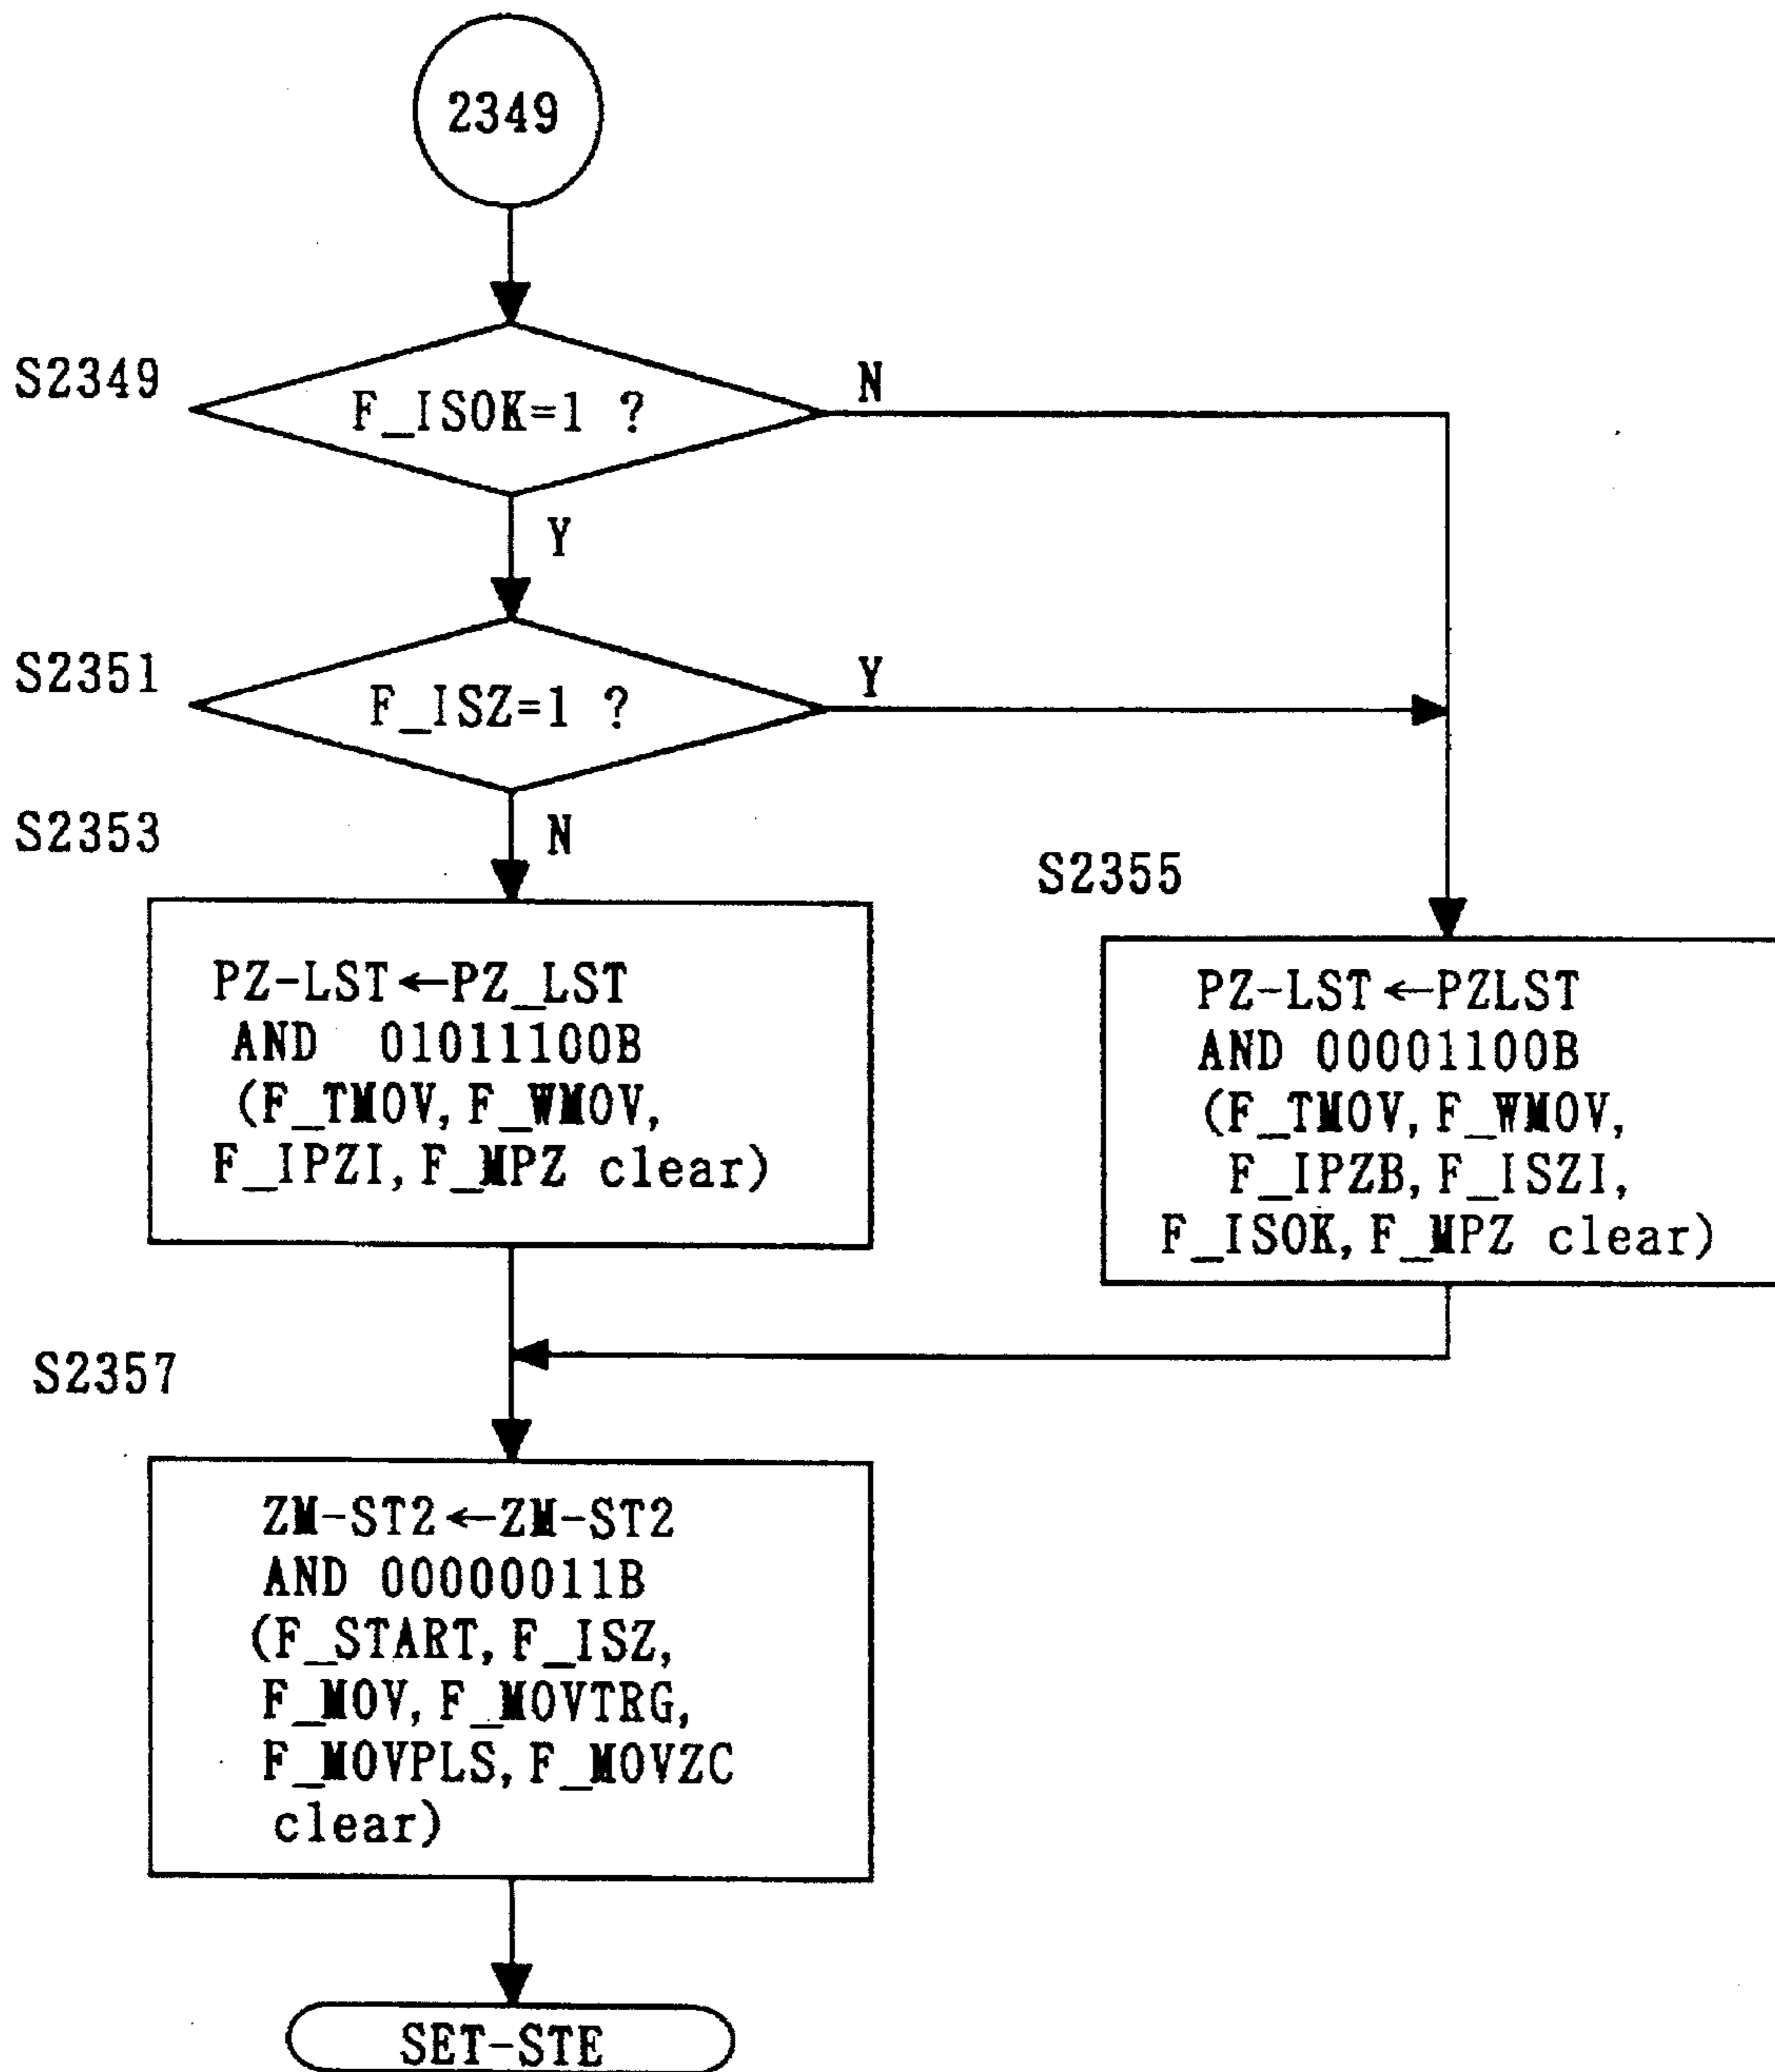 2349
S2349
F_ISOK=1 ?
N
Y
S2351
F_ISZ=1 ?
Y
S2353
N
PZ-LST←PZ_LST
AND 01011100B
(F_TMOV, F_WMOV,
F_IPZI, F_MPZ clear)
S2355
PZ-LST←PZLST
AND 00001100B
(F_TMOV, F_WMOV,
F_IPZB, F_ISZI,
F_ISOK, F_MPZ clear)
S2357
ZM-ST2←ZM-ST2
AND 00000011B
(F_START, F_ISZ,
F_MOV, F_MOVTRG,
F_MOVPLS, F_MOVZC
clear)
SET-STE